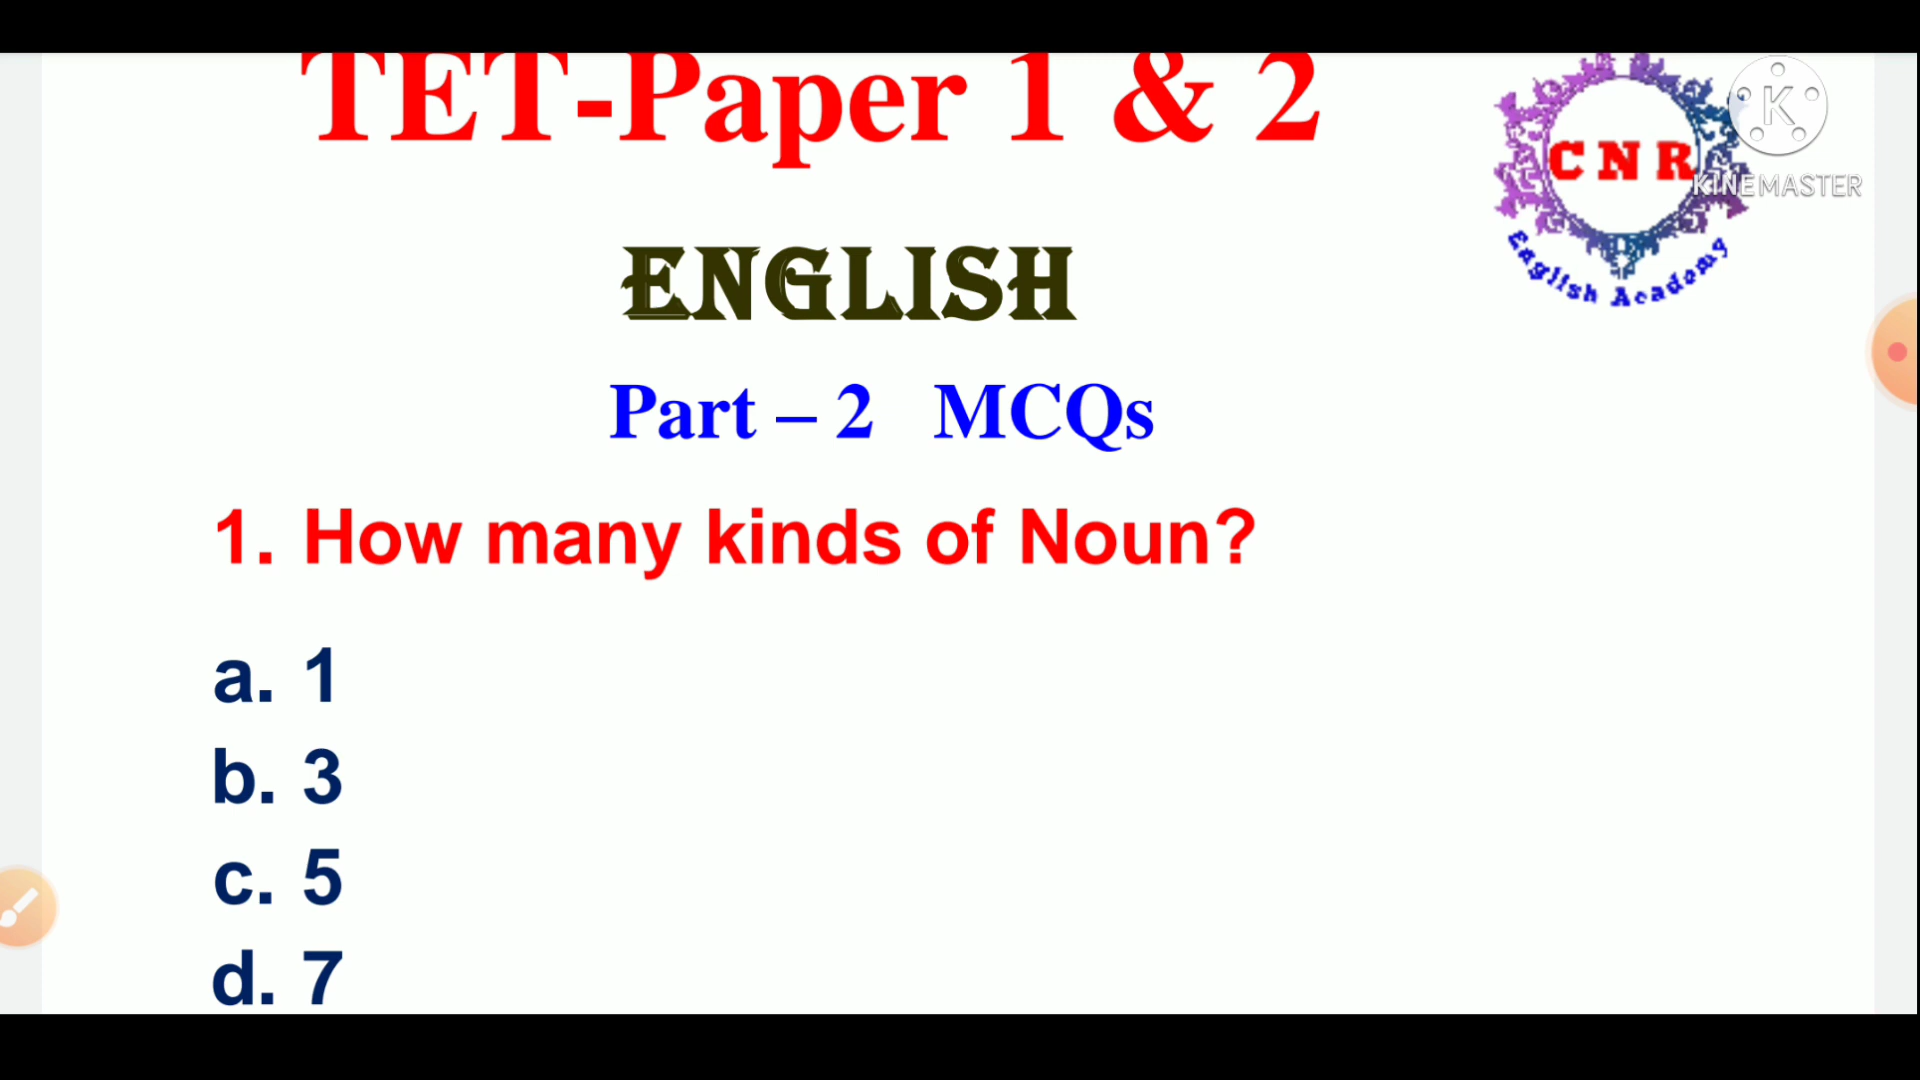 TET-Paper 1 & 2
CNR
K
KINEMASTER
English Academy
ENGLISH
Part – 2 MCQs
1. How many kinds of Noun?
a. 1
b. 3
c. 5
d. 7